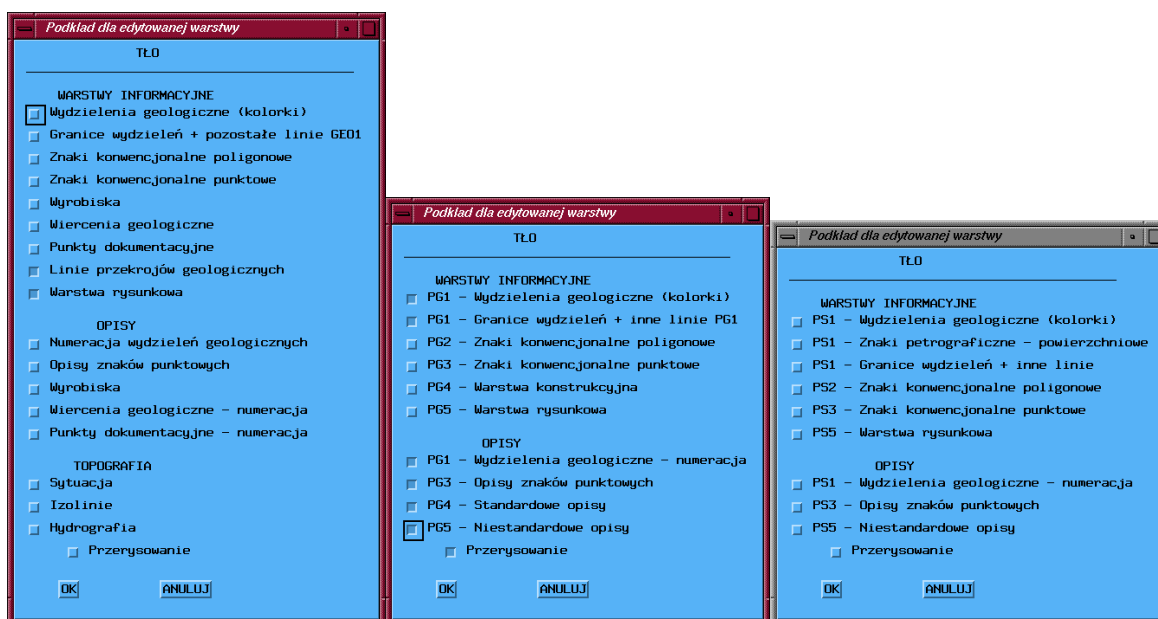 Podkład dla edytowanej warstwy
TŁO
WARSTWY INFORMACYJNE
Wydzielenia geologiczne (kolorki)
Granice wydzieleń + pozostałe linie GEO1
Znaki konwencjonalne poligonowe
Znaki konwencjonalne punktowe
Wyrobiska
Wiercenia geologiczne
Punkty dokumentacyjne
Linie przekrojów geologicznych
Warstwa rysunkowa
OPISY
Numeracja wydzieleń geologicznych
Opisy znaków punktowych
Wyrobiska
Wiercenia geologiczne - numeracja
Punkty dokumentacyjne - numeracja
TOPOGRAFIA
Sytuacja
Izolinie
Hydrografia
Przerysowanie
OK ANULUJ
Podkład dla edytowanej warstwy
TŁO
WARSTWY INFORMACYJNE
PG1 - Wydzielenia geologiczne (kolorki)
PG1 - Granice wydzieleń + inne linie PG1
PG2 - Znaki konwencjonalne poligonowe
PG3 - Znaki konwencjonalne punktowe
PG4 - Warstwa konstrukcyjna
PG5 - Warstwa rysunkowa
OPISY
PG1 - Wydzielenia geologiczne - numeracja
PG3 - Opisy znaków punktowych
PG4 - Standardowe opisy
PG5 - Niestandardowe opisy
Przerysowanie
OK ANULUJ
Podkład dla edytowanej warstwy
TŁO
WARSTWY INFORMACYJNE
PS1 - Wydzielenia geologiczne (kolorki)
PS1 - Znaki petrograficzne - powierzchniowe
PS1 - Granice wydzieleń + inne linie
PS2 - Znaki konwencjonalne poligonowe
PS3 - Znaki konwencjonalne punktowe
PS5 - Warstwa rysunkowa
OPISY
PS1 - Wydzielenia geologiczne - numeracja
PS3 - Opisy znaków punktowych
PS5 - Niestandardowe opisy
Przerysowanie
OK ANULUJ